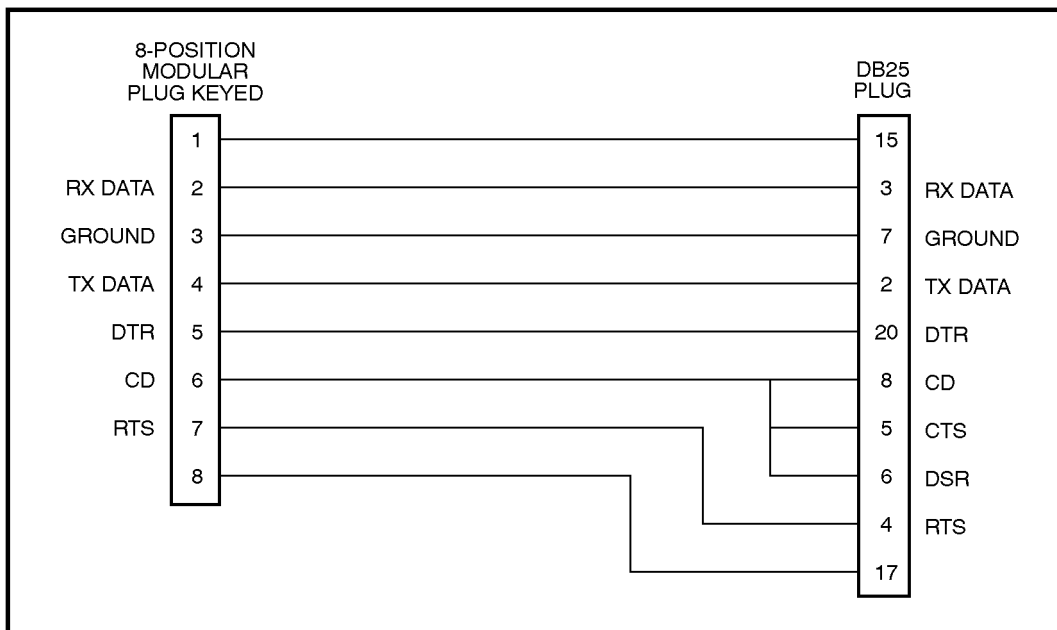 8-POSITION
MODULAR
PLUG KEYED
DB25
PLUG
1 15
RX DATA 2 3 RX DATA
GROUND 3 7 GROUND
TX DATA 4 2 TX DATA
DTR 5 20 DTR
CD 6 8 CD
RTS 7 5 CTS
8 6 DSR
4 RTS
17